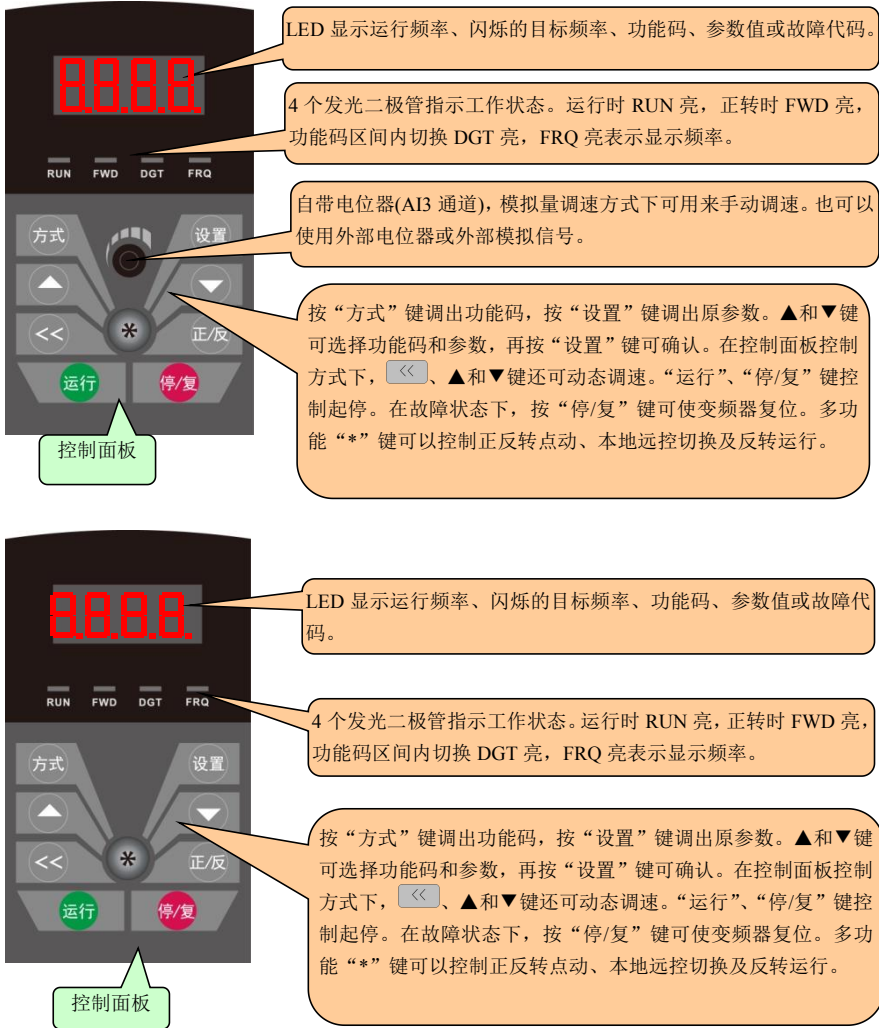 8.8.8.8.
LED 显示运行频率、闪烁的目标频率、功能码、参数值或故障代码。
4 个发光二极管指示工作状态。运行时 RUN 亮，正转时 FWD 亮，
功能码区间内切换 DGT 亮，FRQ 亮表示显示频率。
RUN FWD DGT FRQ
自带电位器(AI3 通道)，模拟量调速方式下可用来手动调速。也可以
使用外部电位器或外部模拟信号。
方式 设置
▲ ▼
<< * 正/反
运行 停/复
按“方式”键调出功能码，按“设置”键调出原参数。▲和▼键
可选择功能码和参数，再按“设置”键可确认。在控制面板控制
方式下，<<、▲和▼键还可动态调速。“运行”、“停/复”键控
制起停。在故障状态下，按“停/复”键可使变频器复位。多功
能“*”键可以控制正反转点动、本地远控切换及反转运行。
控制面板
8.8.8.8.
LED 显示运行频率、闪烁的目标频率、功能码、参数值或故障代
码。
RUN FWD DGT FRQ
4 个发光二极管指示工作状态。运行时 RUN 亮，正转时 FWD 亮，
功能码区间内切换 DGT 亮，FRQ 亮表示显示频率。
方式 设置
▲ ▼
<< * 正/反
运行 停/复
按“方式”键调出功能码，按“设置”键调出原参数。▲和▼键
可选择功能码和参数，再按“设置”键可确认。在控制面板控制
方式下，<<、▲和▼键还可动态调速。“运行”、“停/复”键控
制起停。在故障状态下，按“停/复”键可使变频器复位。多功
能“*”键可以控制正反转点动、本地远控切换及反转运行。
控制面板